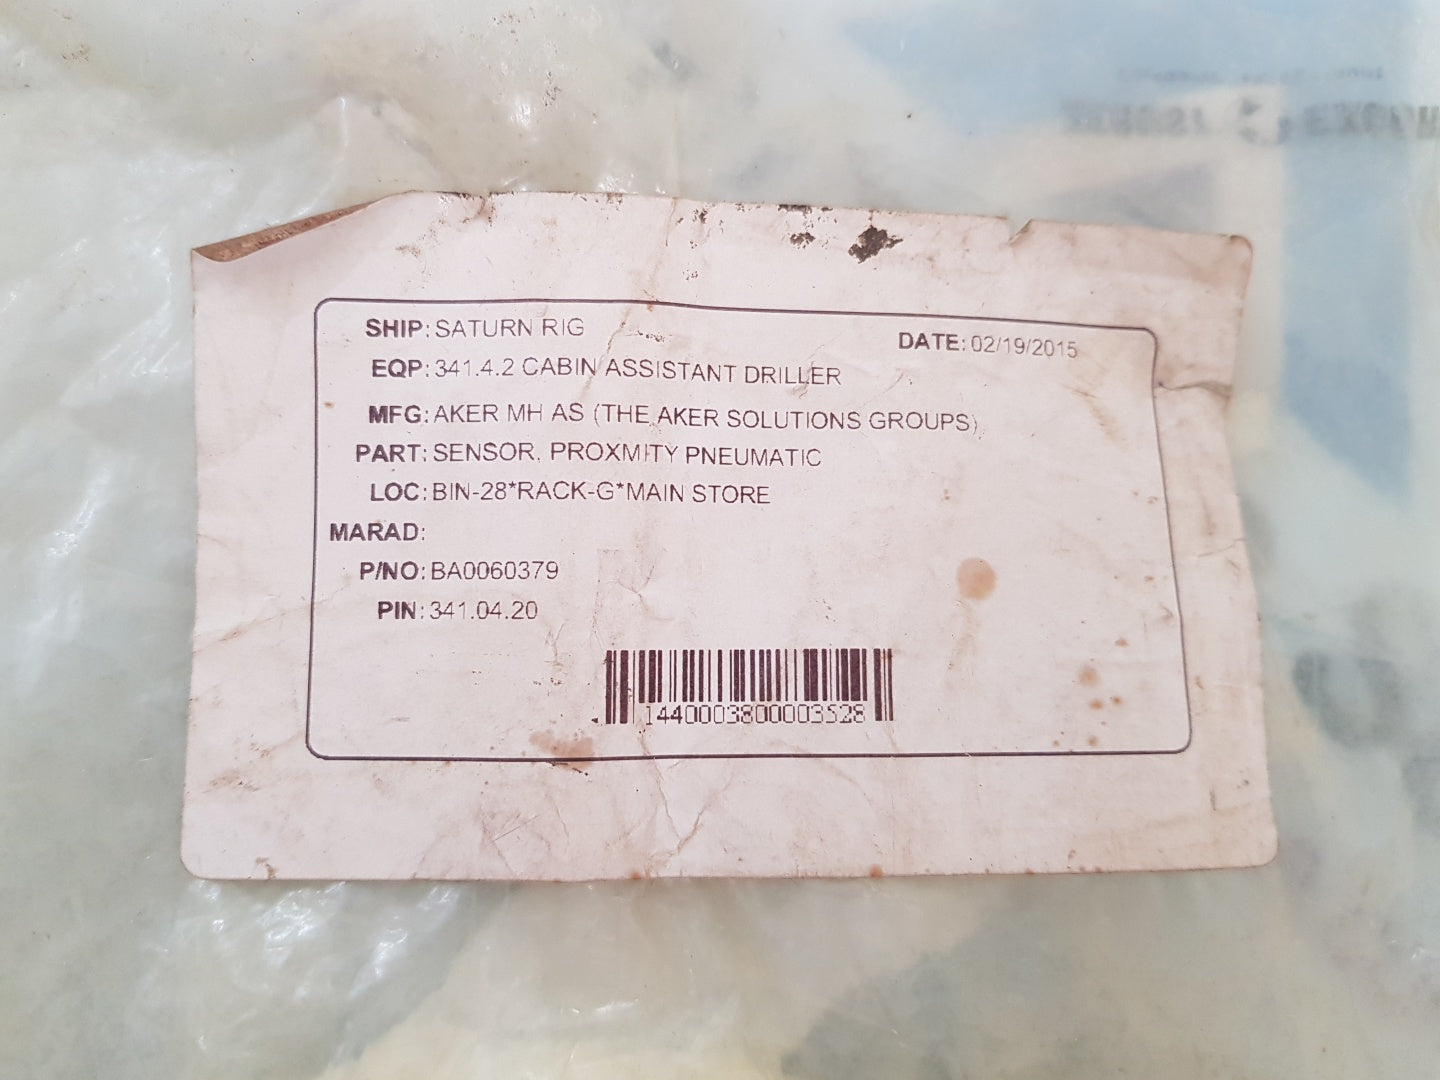 SHIP: SATURN RIG
DATE: 02/19/2015
EQP: 341.4.2 CABIN ASSISTANT DRILLER
MFG: AKER MH AS (THE AKER SOLUTIONS GROUPS)
PART: SENSOR, PROXMITY PNEUMATIC
LOC: BIN-28*RACK-G*MAIN STORE
MARAD:
P/NO: BA0060379
PIN: 341.04.20
1440003800003528